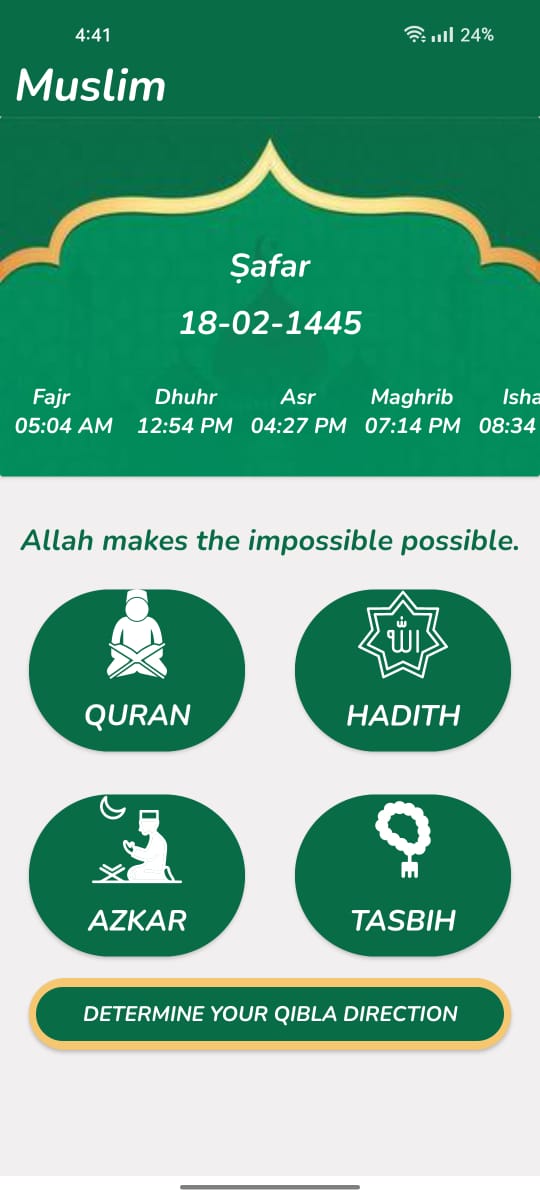 4:41 24%
Muslim
Ṣafar
18-02-1445
Fajr Dhuhr Asr Maghrib Isha
05:04 AM 12:54 PM 04:27 PM 07:14 PM 08:34
Allah makes the impossible possible.
الله
QURAN HADITH
AZKAR TASBIH
DETERMINE YOUR QIBLA DIRECTION